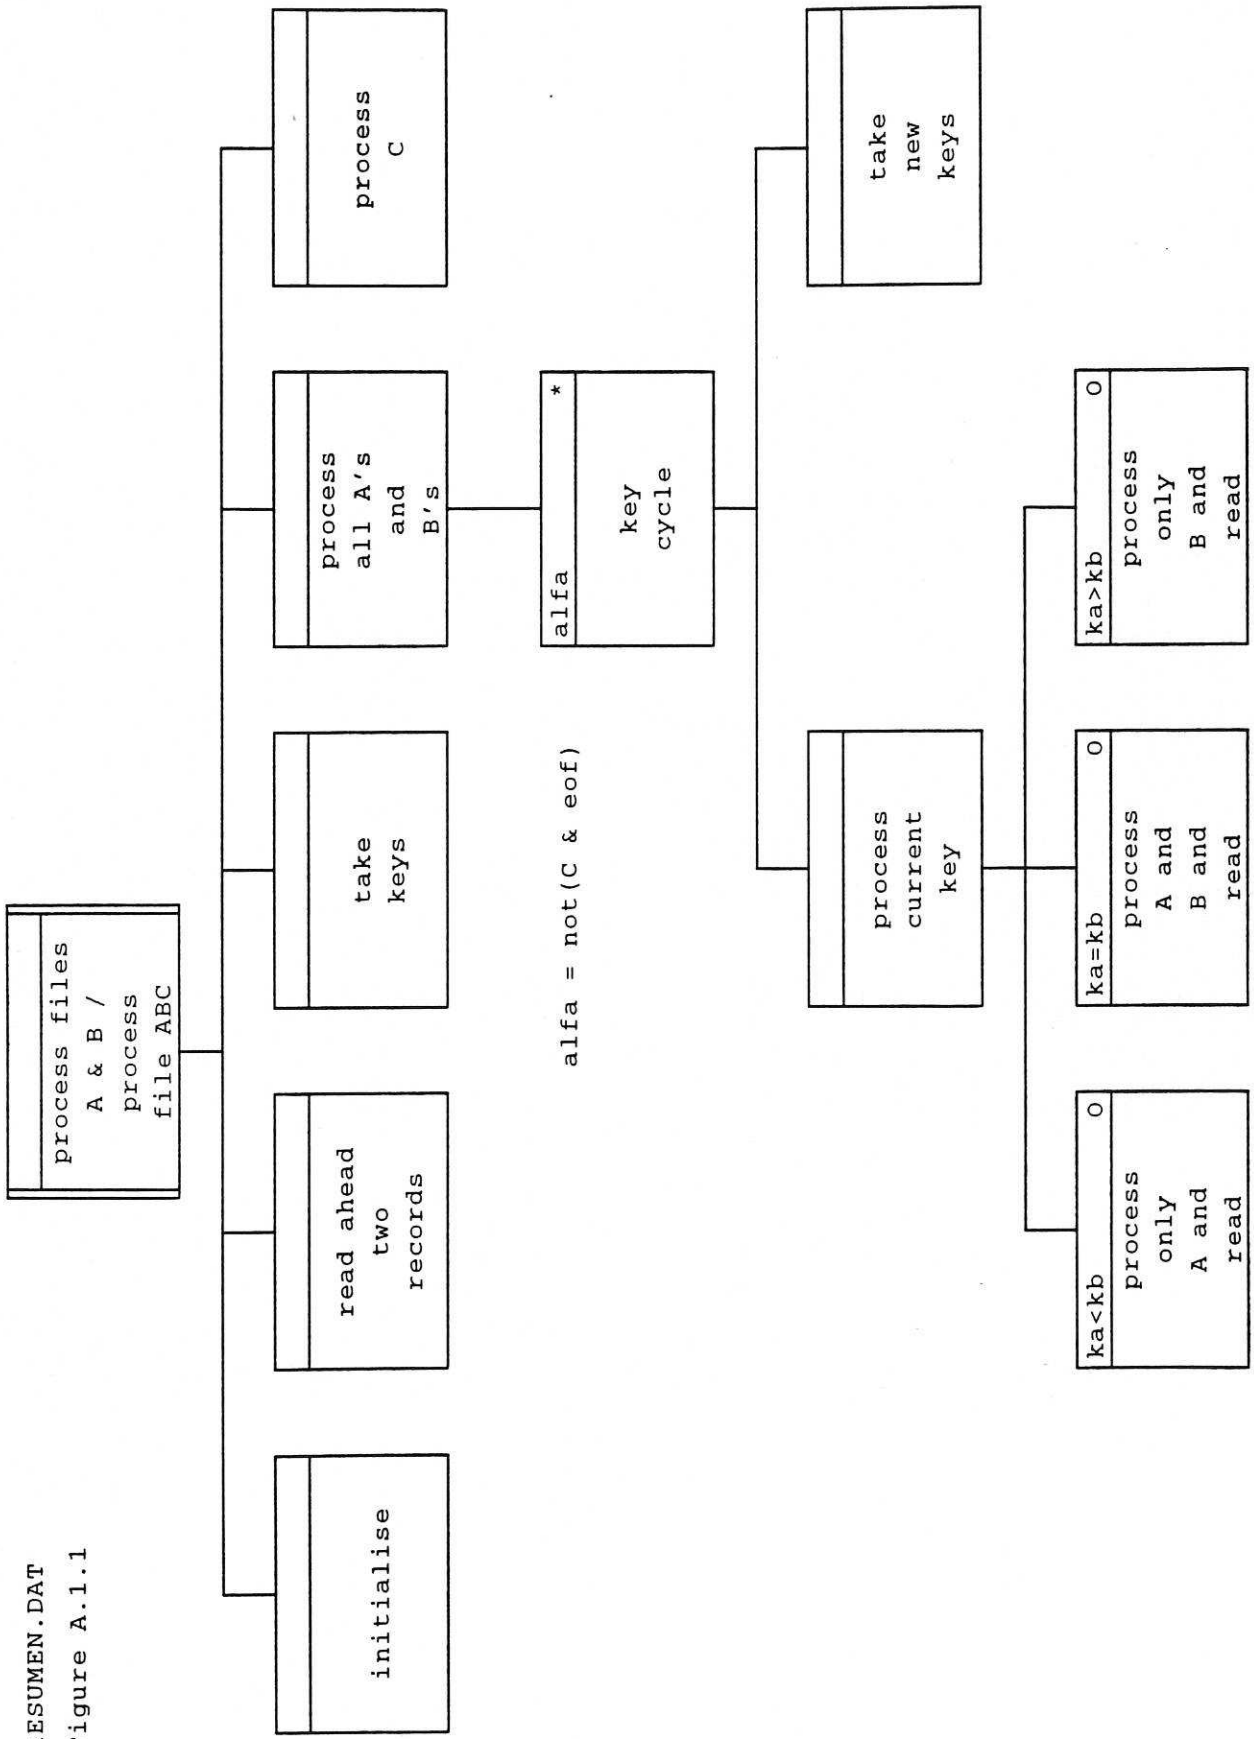 RESUMEN.DAT
Figure A.1.1
process files
A & B /
process
file ABC
initialise
read ahead
two
records
take
keys
process
all A's
and
B's
process
C
alfa = not(C & eof)
alfa *
key
cycle
process
current
key
take
new
keys
ka<kb O
process
only
A and
read
ka=kb O
process
A and
B and
read
ka>kb O
process
only
B and
read